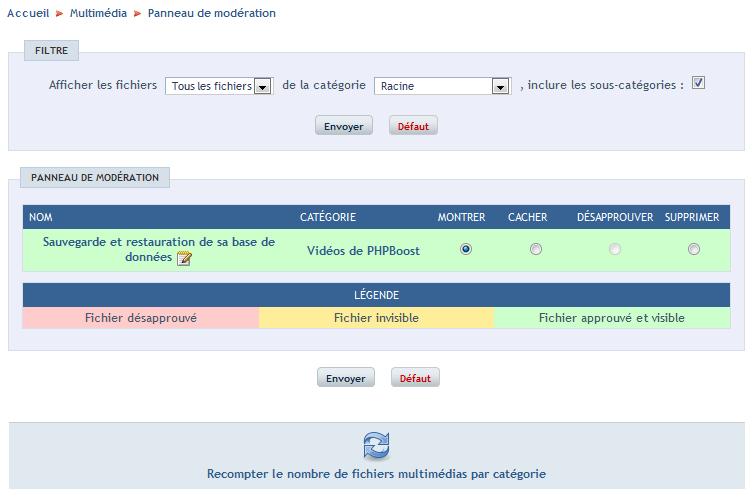 Accueil Multimédia Panneau de modération
FILTRE
Afficher les fichiers Tous les fichiers de la catégorie Racine , inclure les sous-catégories :
Envoyer Défaut
PANNEAU DE MODÉRATION
NOM CATÉGORIE MONTRER CACHER DÉSAPPROUVER SUPPRIMER
Sauvegarde et restauration de sa base de
données Vidéos de PHPBoost
LÉGENDE
Fichier désapprouvé Fichier invisible Fichier approuvé et visible
Envoyer Défaut
Recompter le nombre de fichiers multimédias par catégorie